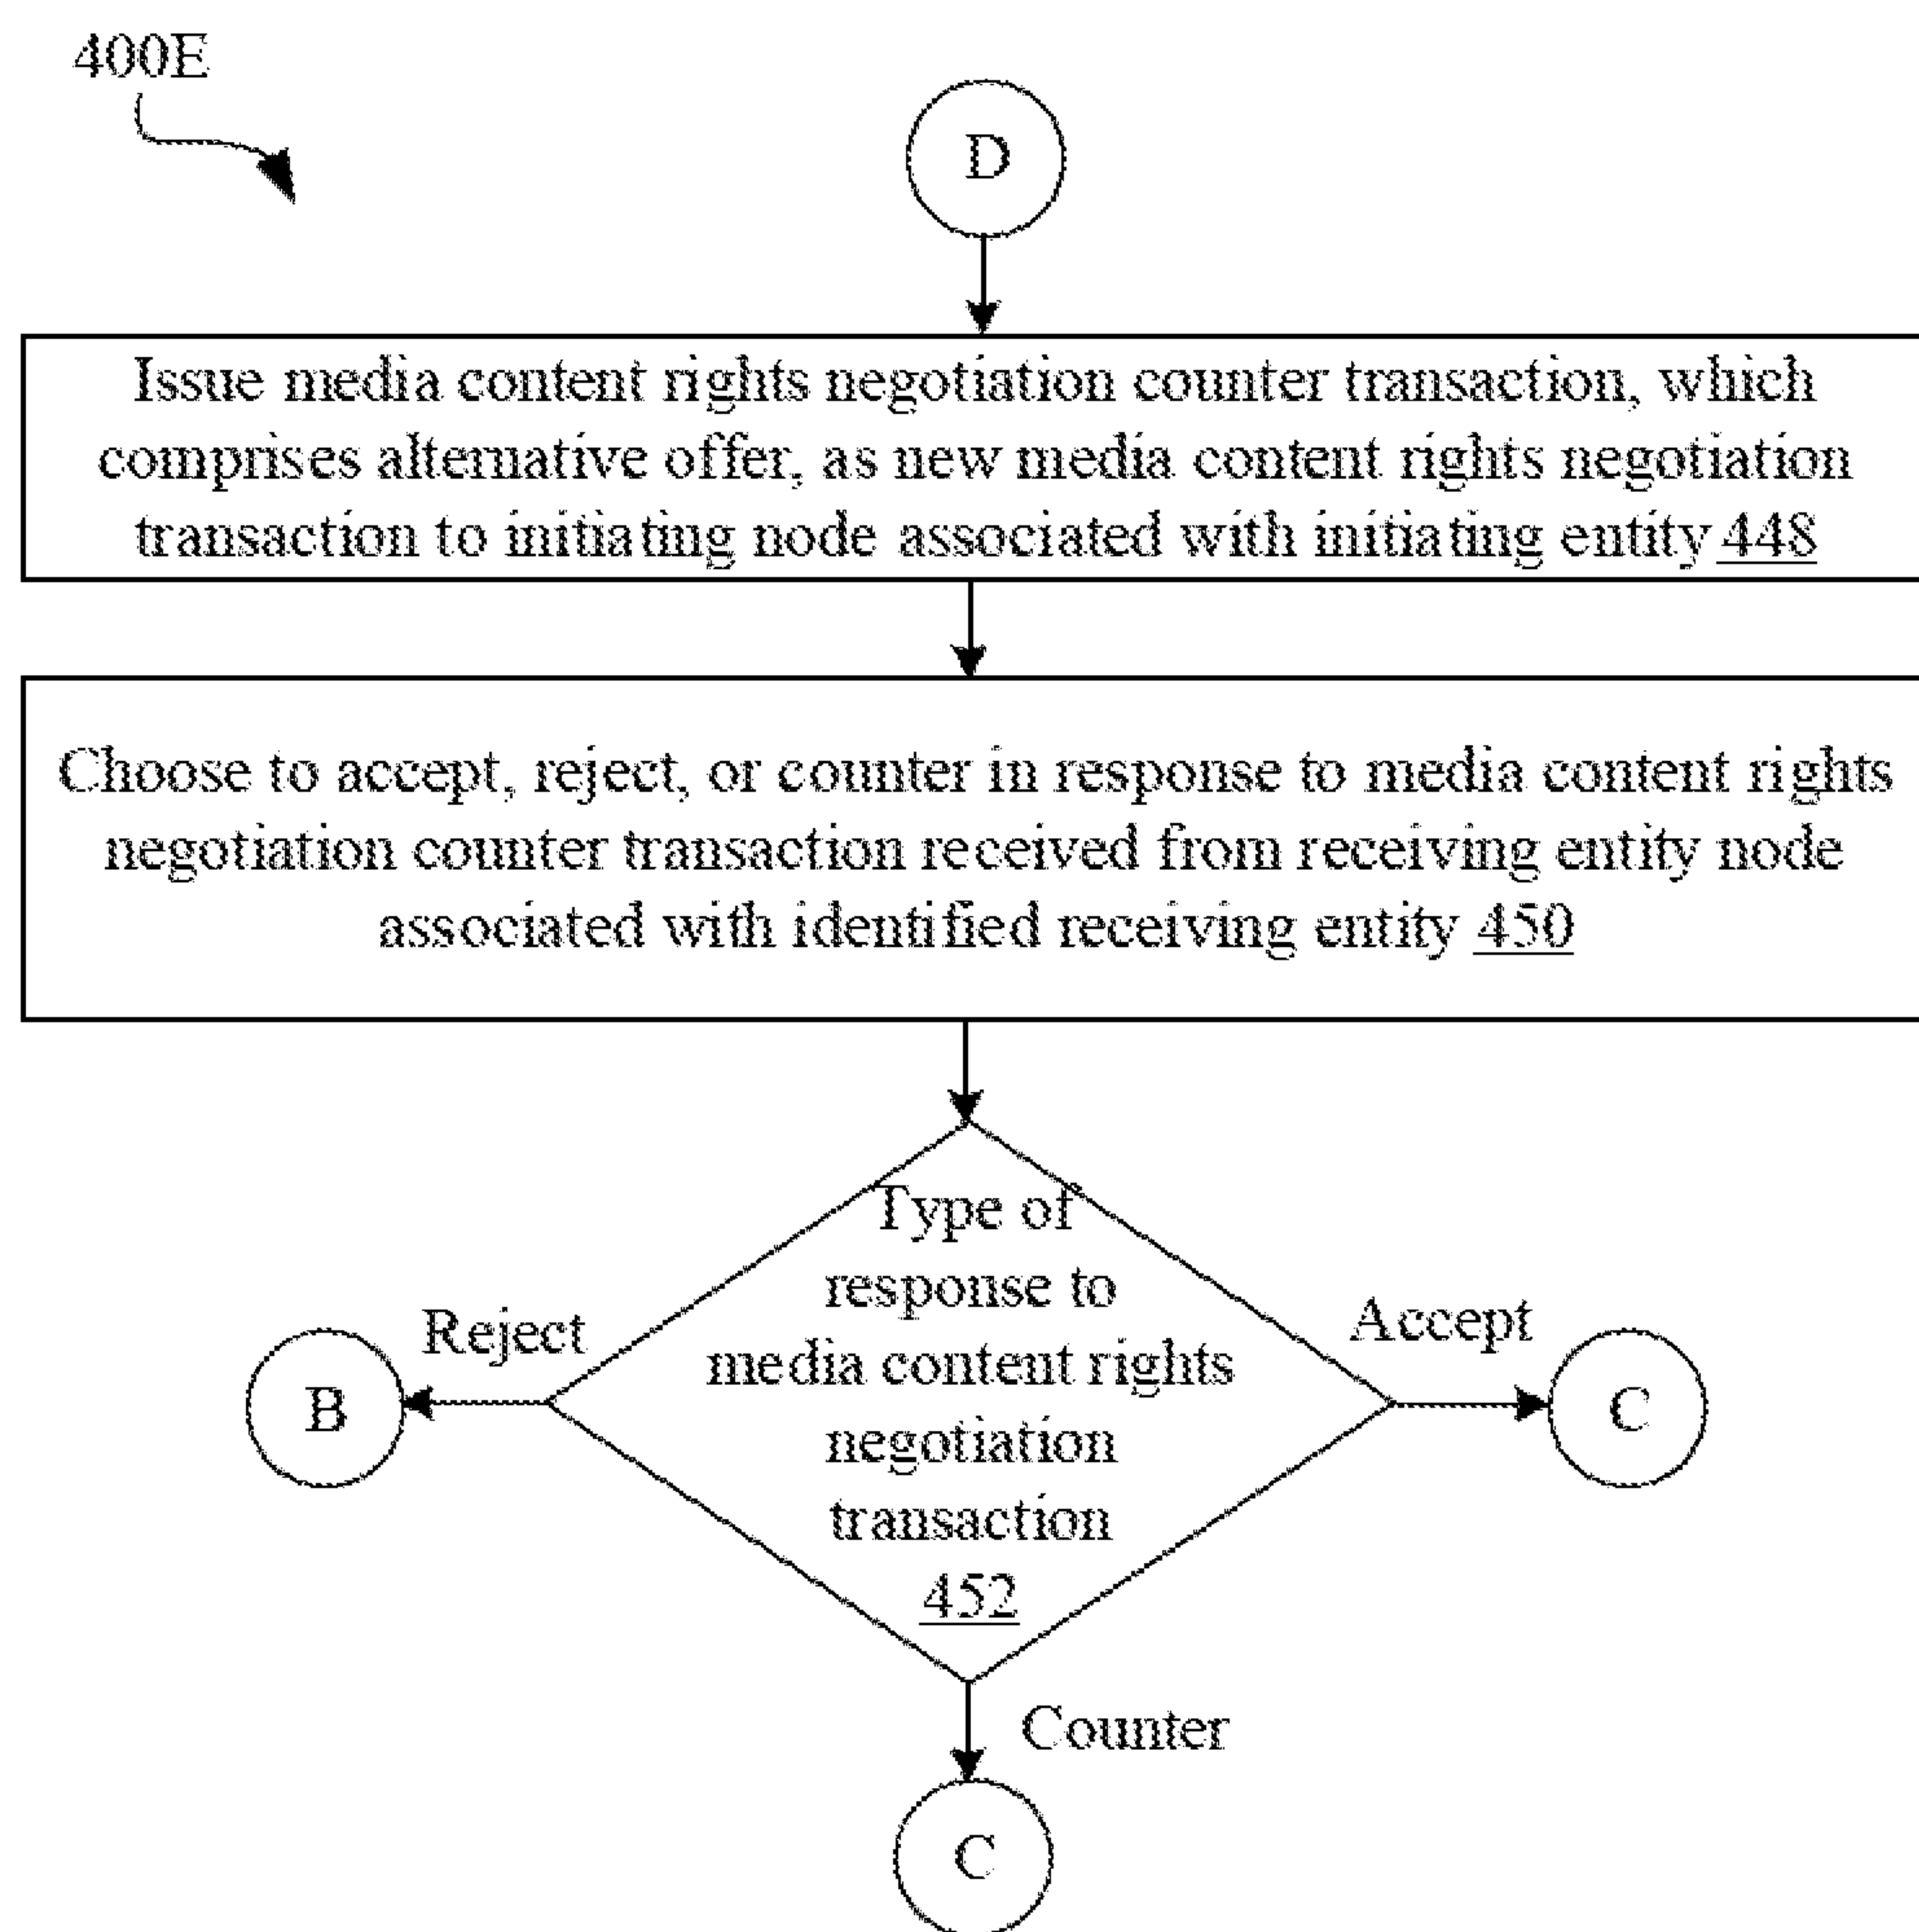 400E
D
Issue media content rights negotiation counter transaction, which
comprises alternative offer, as new media content rights negotiation
transaction to initiating node associated with initiating entity 448
Choose to accept, reject, or counter in response to media content rights
negotiation counter transaction received from receiving entity node
associated with identified receiving entity 450
Type of
response to
media content rights
negotiation
transaction
452
Reject
B
Accept
C
Counter
C